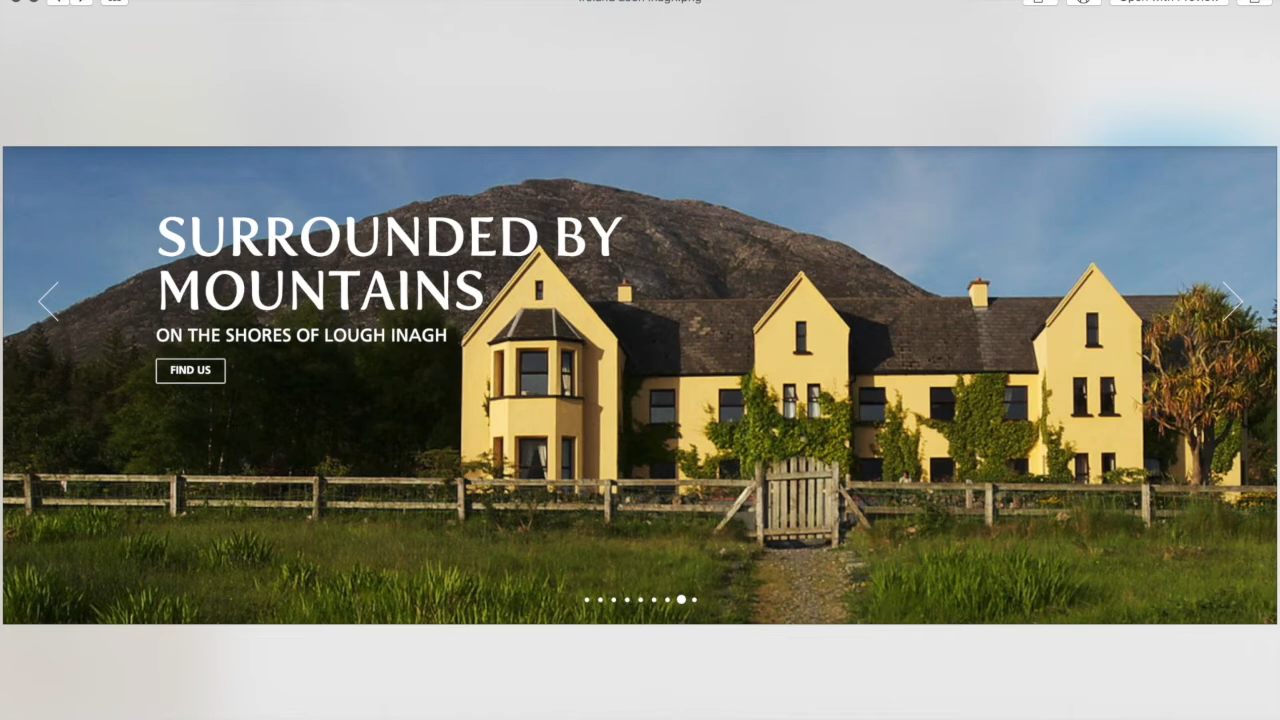 SURROUNDED BY
MOUNTAINS
ON THE SHORES OF LOUGH INAGH
FIND US